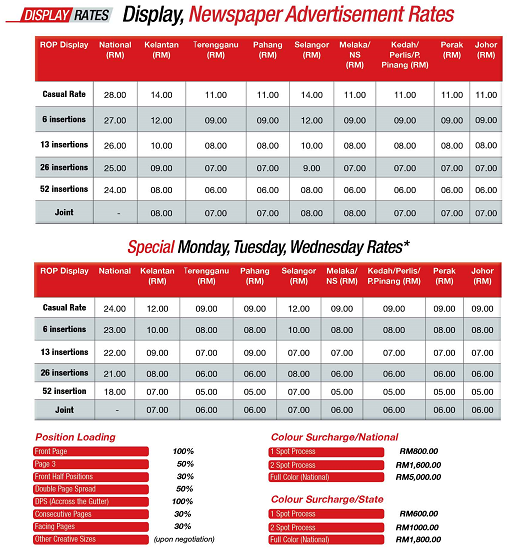 DISPLAY RATES Display, Newspaper Advertisement Rates
ROP Display National (RM) Kelantan (RM) Terengganu (RM) Pahang (RM) Selangor (RM) Melaka/ NS (RM) Kedah/ Perlis/P. Pinang (RM) Perak (RM) Johor (RM)
Casual Rate 28.00 14.00 11.00 11.00 14.00 11.00 11.00 11.00 11.00
6 insertions 27.00 12.00 09.00 09.00 12.00 09.00 09.00 09.00 09.00
13 insertions 26.00 10.00 08.00 08.00 10.00 08.00 08.00 08.00 08.00
26 insertions 25.00 09.00 07.00 07.00 9.00 07.00 07.00 07.00 07.00
52 insertions 24.00 08.00 06.00 06.00 08.00 06.00 06.00 06.00 06.00
Joint - 08.00 07.00 07.00 08.00 08.00 07.00 07.00 07.00
Special Monday, Tuesday, Wednesday Rates*
ROP Display National Kelantan (RM) Terengganu (RM) Pahang (RM) Selangor (RM) Melaka/ NS (RM) Kedah/Perlis/ P.Pinang (RM) Perak (RM) Johor (RM)
Casual Rate 24.00 12.00 09.00 09.00 12.00 09.00 09.00 09.00 09.00
6 insertions 23.00 10.00 08.00 08.00 10.00 08.00 08.00 08.00 08.00
13 insertions 22.00 09.00 07.00 09.00 07.00 07.00 07.00 07.00 07.00
26 insertions 21.00 08.00 06.00 06.00 08.00 06.00 06.00 06.00 06.00
52 insertion 18.00 07.00 05.00 05.00 07.00 05.00 05.00 05.00 05.00
Joint - 07.00 06.00 06.00 07.00 06.00 06.00 06.00 06.00
Position Loading
Front Page 100%
Page 3 50%
Front Half Positions 30%
Double Page Spread 50%
DPS (Accross the Gutter) 100%
Consecutive Pages 30%
Facing Pages 30%
Other Creative Sizes (upon negotiation)
Colour Surcharge/National
1 Spot Process RM800.00
2 Spot Process RM1,600.00
Full Color (National) RM5,000.00
Colour Surcharge/State
1 Spot Process RM600.00
2 Spot Process RM1000.00
Full Color (National) RM1,800.00